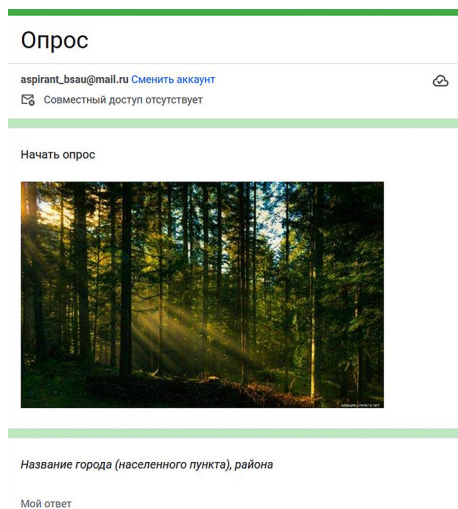 Опрос
aspirant_bsau@mail.ru Сменить аккаунт
Совместный доступ отсутствует
Начать опрос
Название города (населенного пункта), района
Мой ответ